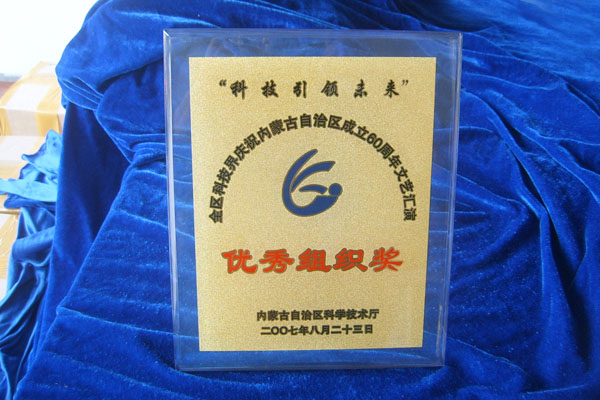 “科技引领未来”
全区科技界庆祝内蒙古自治区成立60周年文艺汇演
优秀组织奖
内蒙古自治区科学技术厅
二〇〇七年八月二十三日